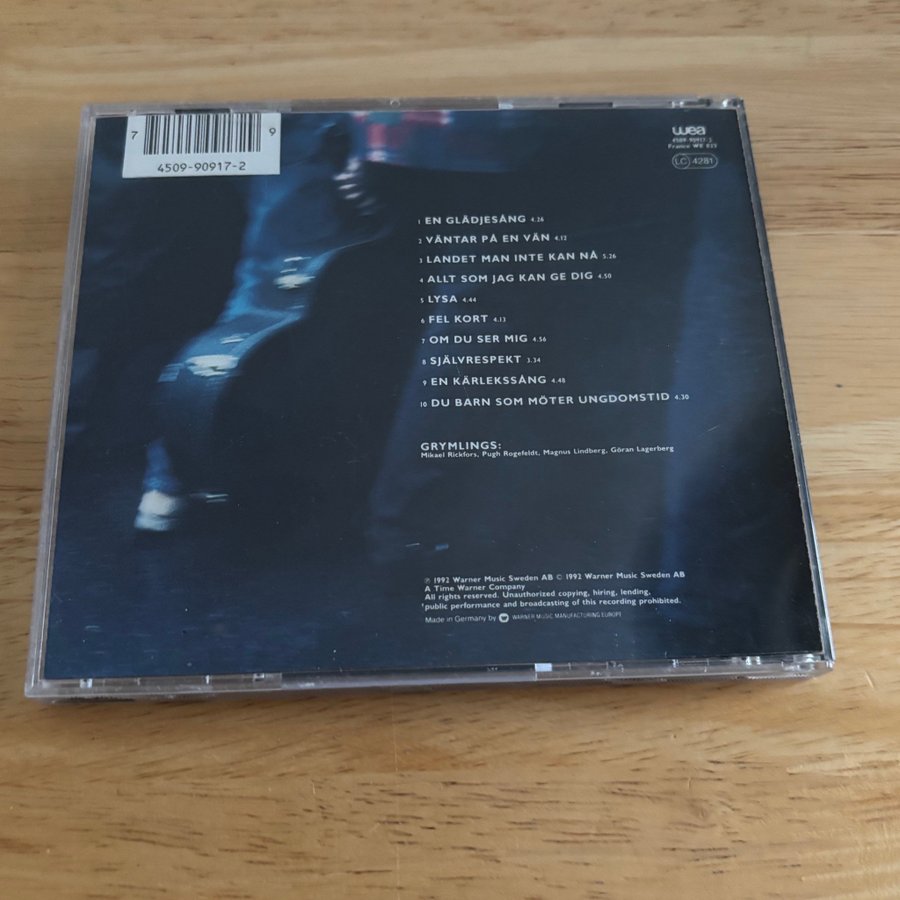 7 9
4509-90917-2
wea
4509-90917-2
France WE 833
LC 4281
1 EN GLÄDJESÅNG 4.26
2 VÄNTAR PÅ EN VÄN 4.12
3 LANDET MAN INTE KAN NÅ 5.26
4 ALLT SOM JAG KAN GE DIG 4.50
5 LYSA 4.44
6 FEL KORT 4.13
7 OM DU SER MIG 4.56
8 SJÄLVRESPEKT 3.34
9 EN KÄRLEKSSÅNG 4.48
10 DU BARN SOM MÖTER UNGDOMSTID 4.30
GRYMLINGS:
Mikael Rickfors, Pugh Rogefeldt, Magnus Lindberg, Göran Lagerberg
℗ 1992 Warner Music Sweden AB © 1992 Warner Music Sweden AB
A Time Warner Company
All rights reserved. Unauthorized copying, hiring, lending,
public performance and broadcasting of this recording prohibited.
Made in Germany by WARNER MUSIC MANUFACTURING EUROPE